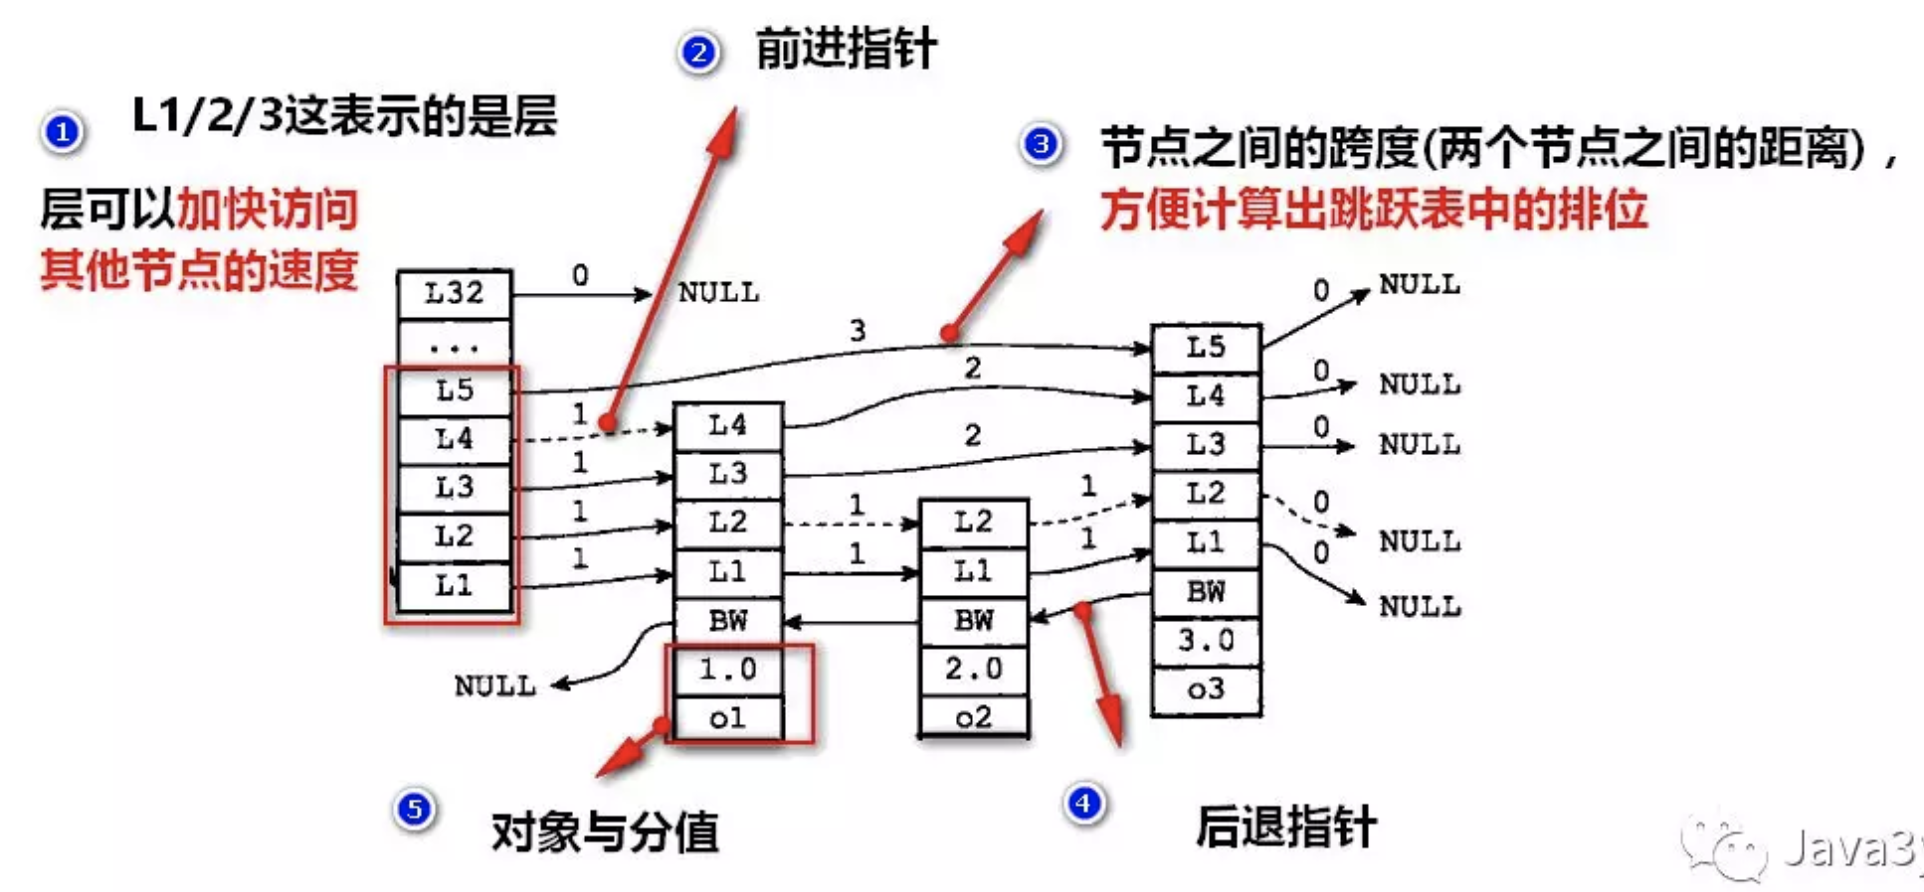 ② 前进指针
① L1/2/3这表示的是层
层可以加快访问
其他节点的速度
③ 节点之间的跨度(两个节点之间的距离)，
方便计算出跳跃表中的排位
L32 0 NULL
0 NULL
...
3
L5
L5
2
0 NULL
L4
1
L4
L4
2
0 NULL
L3
1
L3
L3
L2
1
L2
1
L2
1
L2
0 NULL
L1
1
L1
1
L1
1
L1
0 NULL
BW
BW
BW
NULL
1.0
2.0
3.0
o1
o2
o3
⑤ 对象与分值
④ 后退指针